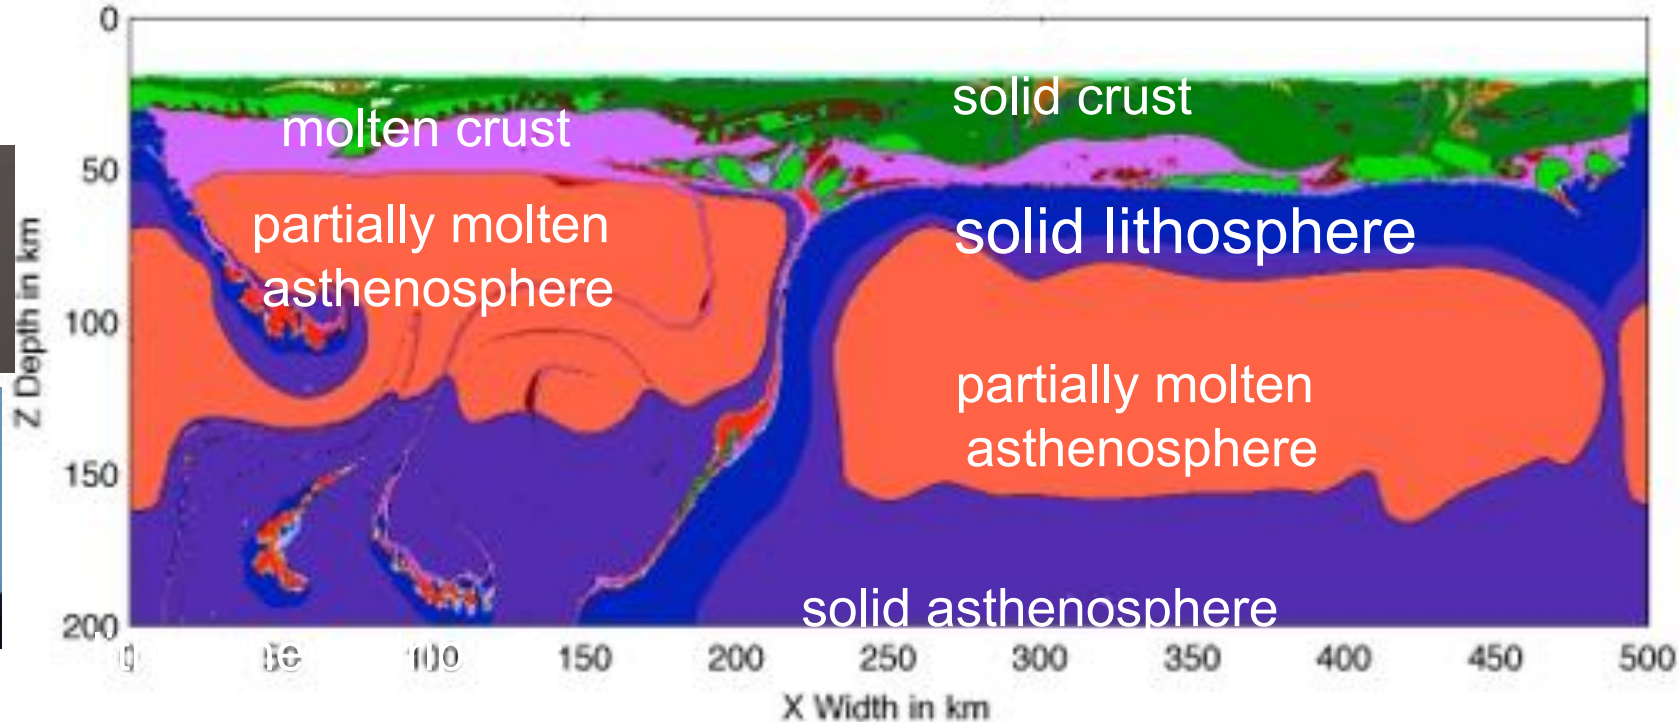 0
solid crust
molten crust
50
partially molten
asthenosphere
solid lithosphere
100
Z Depth in km
partially molten
asthenosphere
150
solid asthenosphere
200
150 200 250 300 350 400 450 500
X Width in km